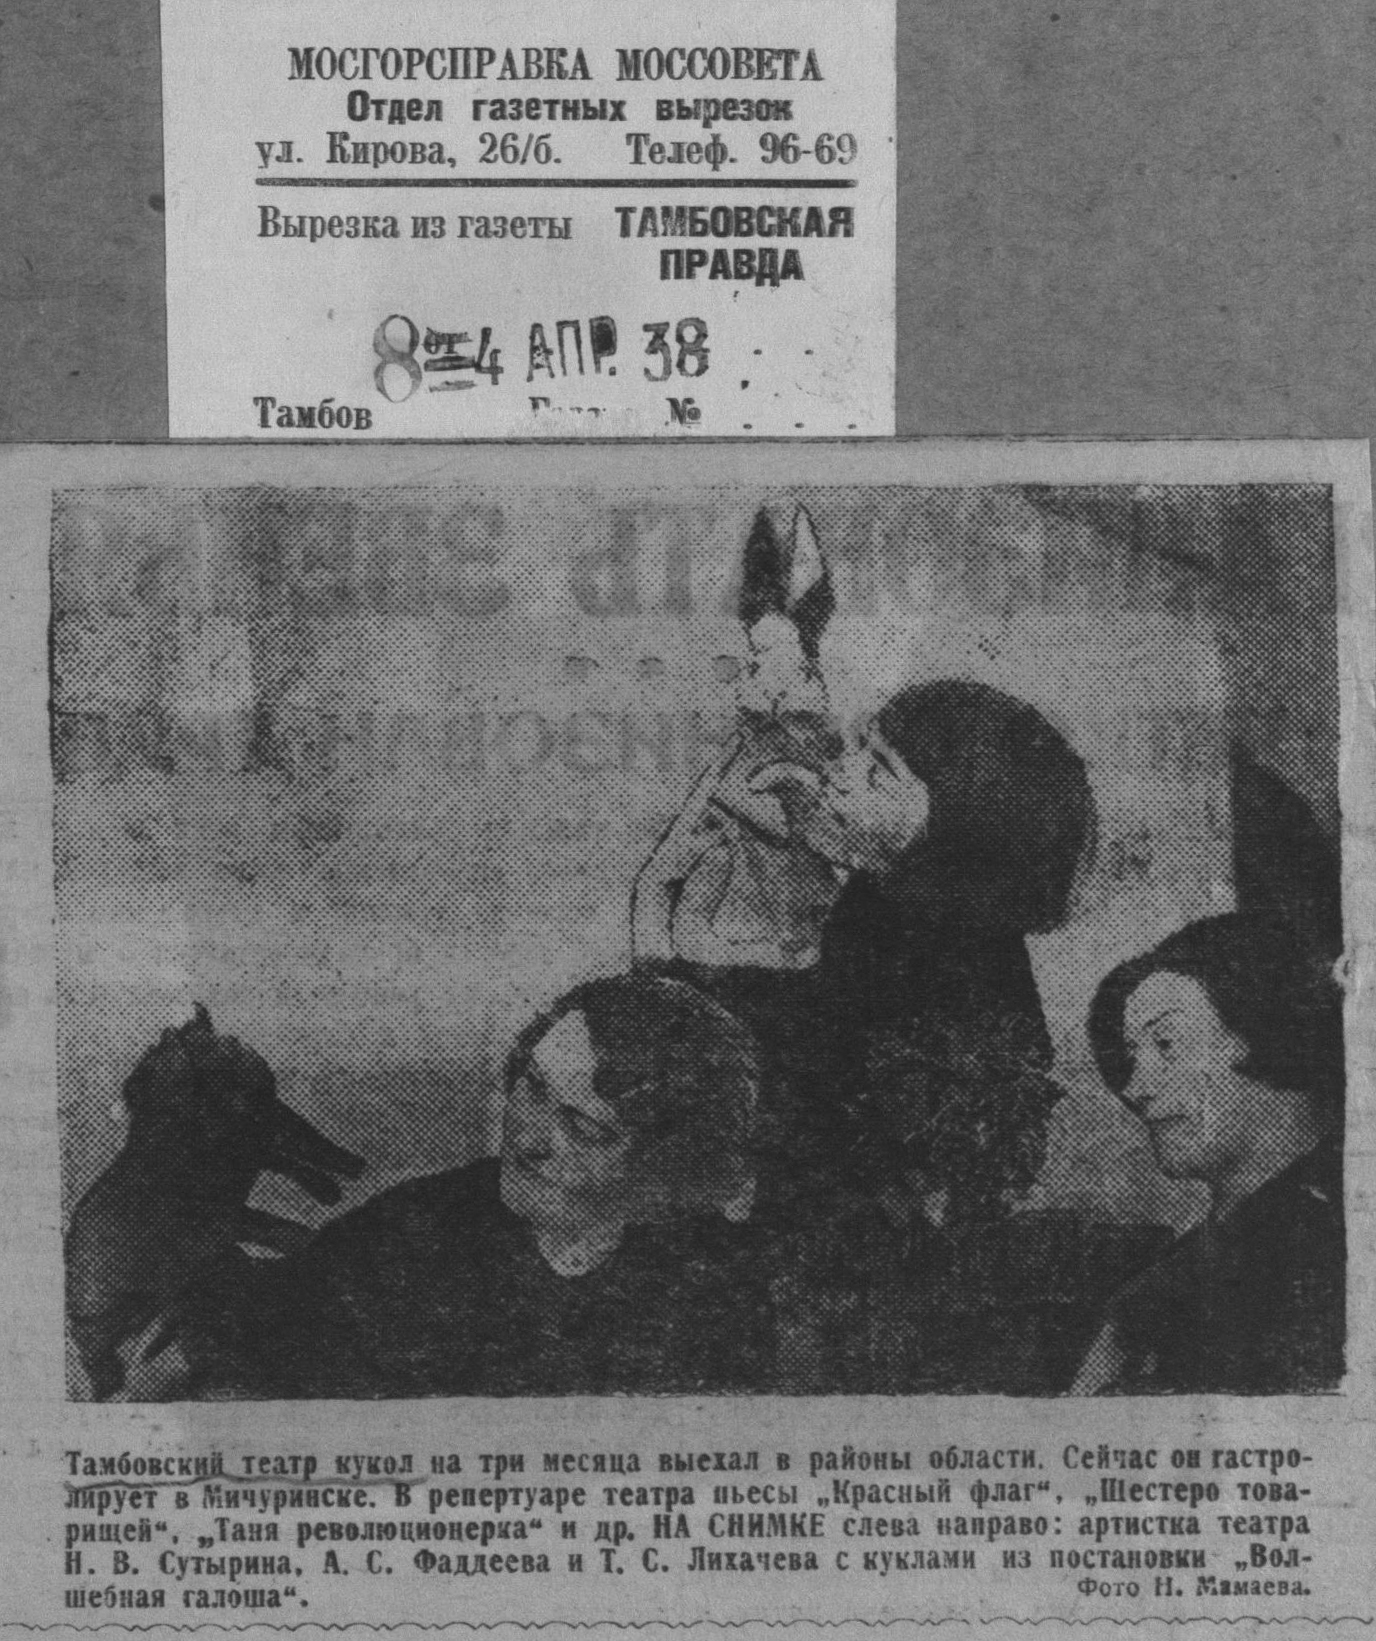 МОСГОРСПРАВКА МОССОВЕТА
Отдел газетных вырезок
ул. Кирова, 26/б. Телеф. 96-69
Вырезка из газеты ТАМБОВСКАЯ
ПРАВДА
8 от 4 АПР. 38
Тамбов №
Тамбовский театр кукол на три месяца выехал в районы области. Сейчас он гастро-
лирует в Мичуринске. В репертуаре театра пьесы „Красный флаг“, „Шестеро това-
рищей“, „Таня революционерка“ и др. НА СНИМКЕ слева направо: артистка театра
Н. В. Сутырина, А. С. Фаддеева и Т. С. Лихачева с куклами из постановки „Вол-
шебная галоша“.
Фото Н. Мамаева.